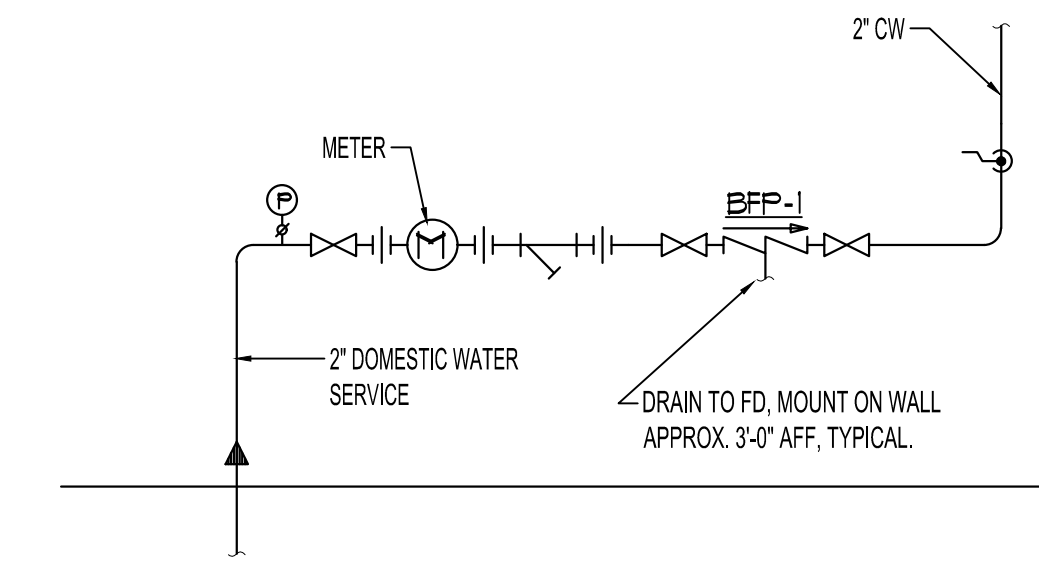 2" CW
METER
P
BFP-1
M
2" DOMESTIC WATER
SERVICE
DRAIN TO FD, MOUNT ON WALL
APPROX. 3'-0" AFF, TYPICAL.